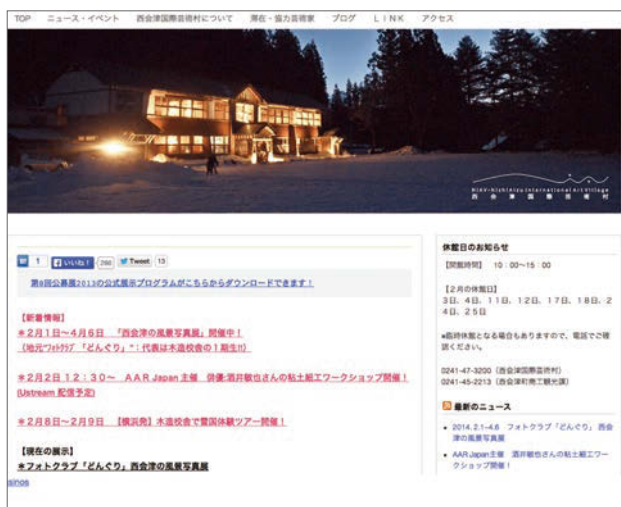 TOP ニュース・イベント 西会津国際芸術村について 滞在・協力芸術家 ブログ LINK アクセス
NIAV-NishiAizu International Art Village
西会津国際芸術村
1 いいね! 260 Tweet 13
第8回公募展2013の公式展示プログラムがこちらからダウンロードできます!
【新着情報】
*2月1日〜4月6日 「西会津の風景写真展」開催中!
(地元"フォトクラブ 「どんぐり」":代表は木造校舎の1期生!!)
*2月2日 12:30〜 AAR Japan 主催 俳優:酒井敏也さんの粘土細工ワークショップ開催!
(Ustream 配信予定)
*2月8日〜2月9日 【横浜発】木造校舎で雪国体験ツアー開催!
【現在の展示】
*フォトクラブ「どんぐり」西会津の風景写真展
sinos
休館日のお知らせ
【開館時間】 10:00〜15:00
【2月の休館日】
3日、4日、11日、12日、17日、18日、2
4日、25日
*臨時休館となる場合もありますので、電話でご確
認ください。
0241-47-3200(西会津国際芸術村)
0241-45-2213(西会津町商工観光課)
最新のニュース
• 2014. 2.1-4.6 フォトクラブ「どんぐり」 西会
津の風景写真展
• AAR Japan主催 酒井敏也さんの粘土細工ワー
クショップ開催!